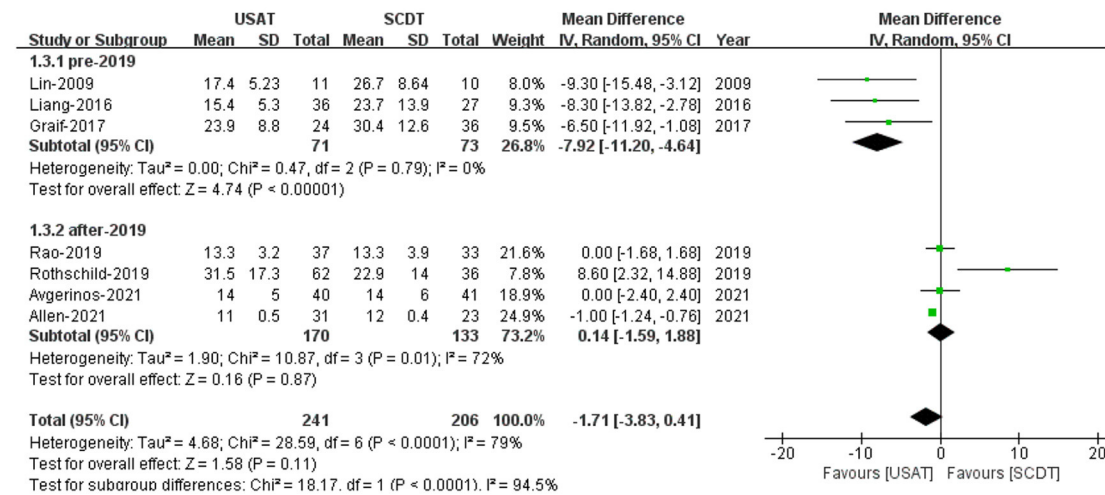 USAT SCDT Mean Difference Mean Difference
Study or Subgroup Mean SD Total Mean SD Total Weight IV, Random, 95% CI Year IV, Random, 95% CI
1.3.1 pre-2019
Lin-2009 17.4 5.23 11 26.7 8.64 10 8.0% -9.30 [-15.48, -3.12] 2009
Liang-2016 15.4 5.3 36 23.7 13.9 27 9.3% -8.30 [-13.82, -2.78] 2016
Graif-2017 23.9 8.8 24 30.4 12.6 36 9.5% -6.50 [-11.92, -1.08] 2017
Subtotal (95% CI) 71 73 26.8% -7.92 [-11.20, -4.64]
Heterogeneity: Tau² = 0.00; Chi² = 0.47, df = 2 (P = 0.79); I² = 0%
Test for overall effect: Z = 4.74 (P < 0.00001)
1.3.2 after-2019
Rao-2019 13.3 3.2 37 13.3 3.9 33 21.6% 0.00 [-1.68, 1.68] 2019
Rothschild-2019 31.5 17.3 62 22.9 14 36 7.8% 8.60 [2.32, 14.88] 2019
Avgerinos-2021 14 5 40 14 6 41 18.9% 0.00 [-2.40, 2.40] 2021
Allen-2021 11 0.5 31 12 0.4 23 24.9% -1.00 [-1.24, -0.76] 2021
Subtotal (95% CI) 170 133 73.2% 0.14 [-1.59, 1.88]
Heterogeneity: Tau² = 1.90; Chi² = 10.87, df = 3 (P = 0.01); I² = 72%
Test for overall effect: Z = 0.16 (P = 0.87)
Total (95% CI) 241 206 100.0% -1.71 [-3.83, 0.41]
Heterogeneity: Tau² = 4.68; Chi² = 28.59, df = 6 (P < 0.0001); I² = 79%
Test for overall effect: Z = 1.58 (P = 0.11)
Test for subgroup differences: Chi² = 18.17, df = 1 (P < 0.0001), I² = 94.5%
-20 -10 0 10 20
Favours [USAT] Favours [SCDT]